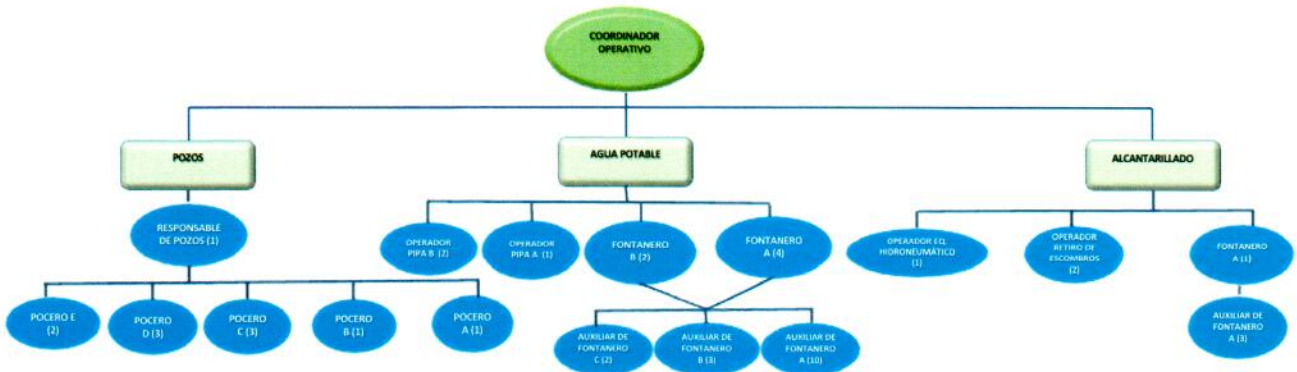 COORDINADOR
OPERATIVO
POZOS
AGUA POTABLE
ALCANTARILLADO
RESPONSABLE
DE POZOS (1)
OPERADOR
PIPA B (2)
OPERADOR
PIPA A (1)
FONTANERO
B (2)
FONTANERO
A (4)
OPERADOR EQ.
HIDRONEUMÁTICO
(1)
OPERADOR
RETIRO DE
ESCOMBROS
(2)
FONTANERO
A (1)
POCERO E
(2)
POCERO
D (3)
POCERO
C (3)
POCERO
B (1)
POCERO
A (1)
AUXILIAR DE
FONTANERO
C (2)
AUXILIAR DE
FONTANERO
B (3)
AUXILIAR DE
FONTANERO
A (10)
AUXILIAR DE
FONTANERO
A (3)